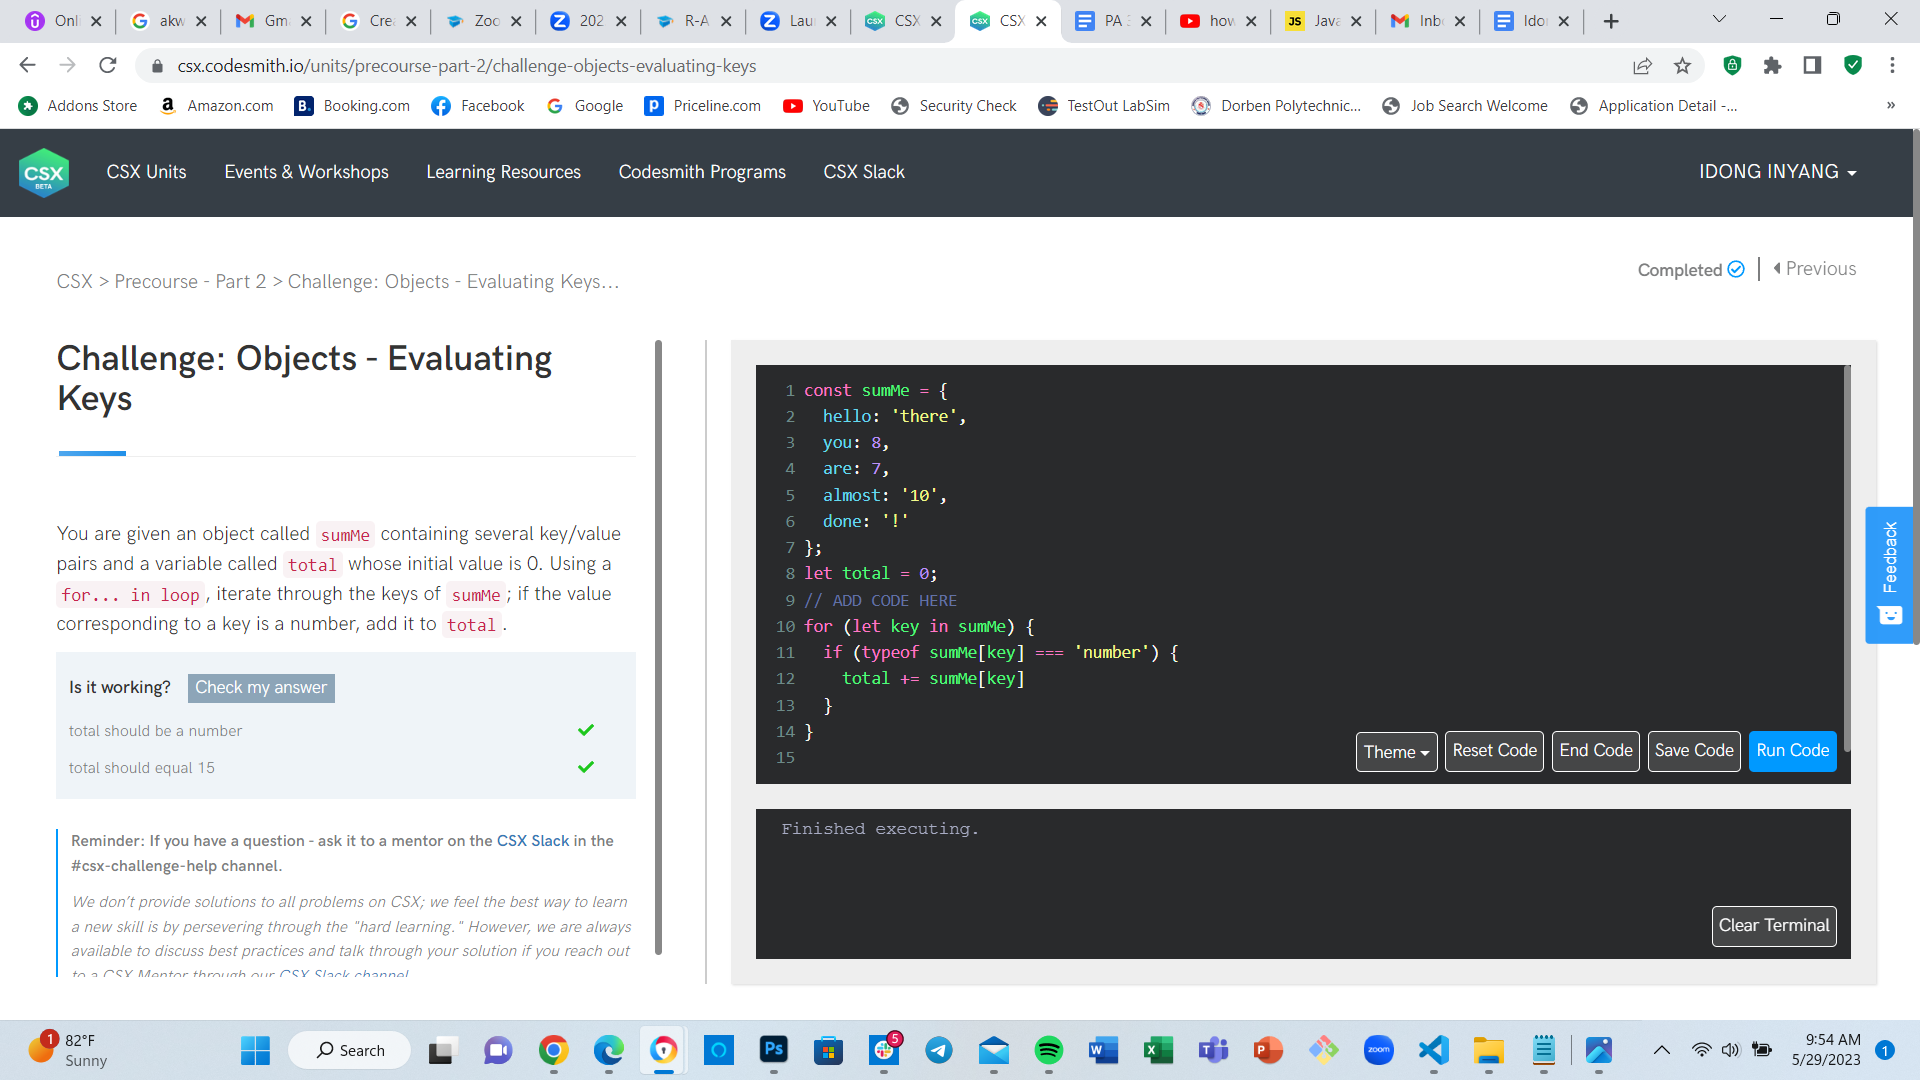 Onli
akw
Gma
Crea
Zoo
202
R-A
Lau
CSX
CSX
PA 3
how
JS Java
Inbo
Idor
csx.codesmith.io/units/precourse-part-2/challenge-objects-evaluating-keys
Addons Store
Amazon.com
Booking.com
Facebook
Google
Priceline.com
YouTube
Security Check
TestOut LabSim
Dorben Polytechnic...
Job Search Welcome
Application Detail -...
»
CSX
BETA
CSX Units
Events & Workshops
Learning Resources
Codesmith Programs
CSX Slack
IDONG INYANG
CSX > Precourse - Part 2 > Challenge: Objects - Evaluating Keys...
Completed
Previous
Challenge: Objects - Evaluating
Keys
You are given an object called sumMe containing several key/value
pairs and a variable called total whose initial value is 0. Using a
for... in loop, iterate through the keys of sumMe; if the value
corresponding to a key is a number, add it to total.
Is it working? Check my answer
total should be a number
total should equal 15
Reminder: If you have a question - ask it to a mentor on the CSX Slack in the
#csx-challenge-help channel.
We don't provide solutions to all problems on CSX; we feel the best way to learn
a new skill is by persevering through the "hard learning." However, we are always
available to discuss best practices and talk through your solution if you reach out
to a CSX Mentor through our CSX Slack channel
1 const sumMe = {
2 hello: 'there',
3 you: 8,
4 are: 7,
5 almost: '10',
6 done: '!'
7 };
8 let total = 0;
9 // ADD CODE HERE
10 for (let key in sumMe) {
11 if (typeof sumMe[key] === 'number') {
12 total += sumMe[key]
13 }
14 }
15
Theme
Reset Code
End Code
Save Code
Run Code
Finished executing.
Clear Terminal
Feedback
1
82°F
Sunny
Search
Ps
5
zoom
9:54 AM
5/29/2023
1